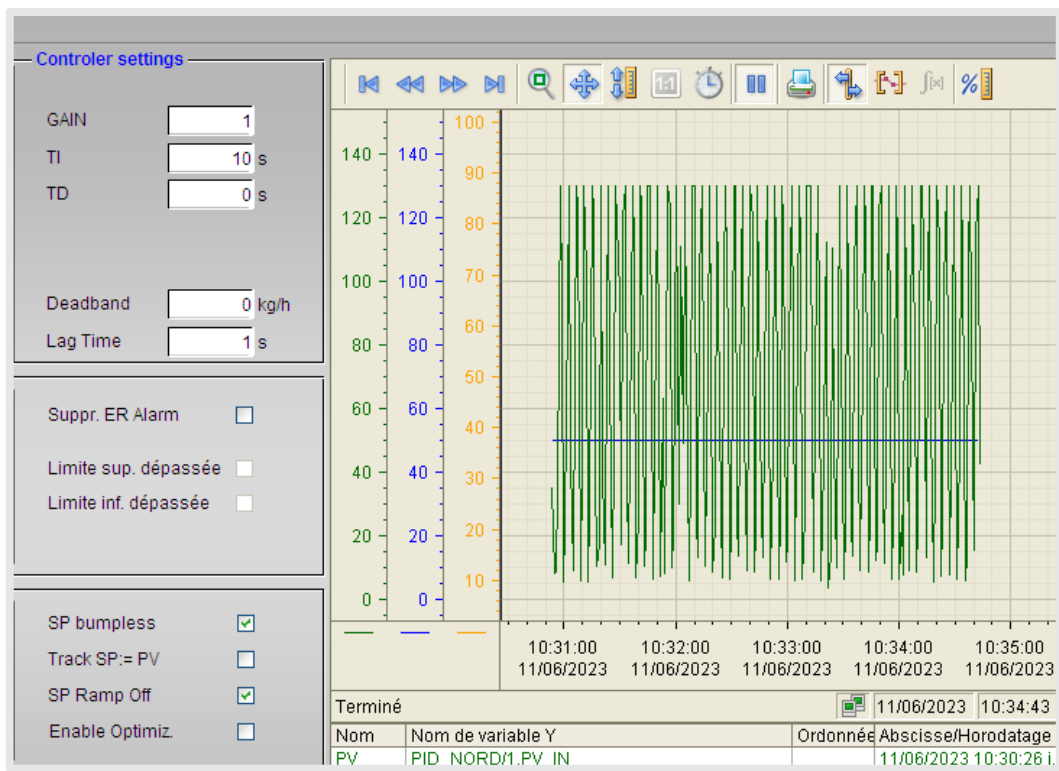 Controler settings
GAIN 1
TI 10 s
TD 0 s
Deadband 0 kg/h
Lag Time 1 s
Suppr. ER Alarm
Limite sup. dépassée
Limite inf. dépassée
SP bumpless
Track SP:= PV
SP Ramp Off
Enable Optimiz.
1:1 ∫[x] %
100
140 140
90
120 120 80
100 100 70
60
80 80
50
60 60
40
40 40
30
20 20 20
10
0 0
10:31:00 10:32:00 10:33:00 10:34:00 10:35:00
11/06/2023 11/06/2023 11/06/2023 11/06/2023 11/06/2023
Terminé 11/06/2023 10:34:43
Nom Nom de variable Y Ordonnée Abscisse/Horodatage
PV PID_NORD/1.PV_IN 11/06/2023 10:30:26 i.